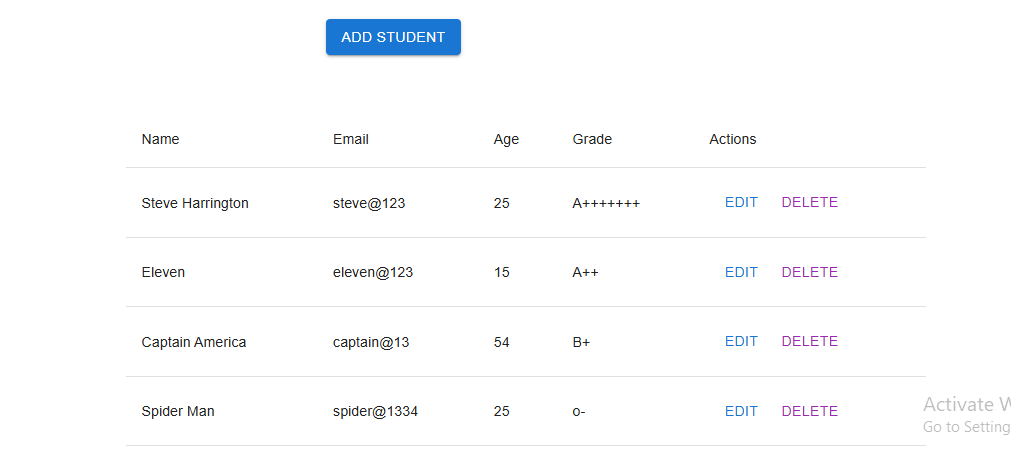 ADD STUDENT
Name Email Age Grade Actions
Steve Harrington steve@123 25 A+++++++ EDIT DELETE
Eleven eleven@123 15 A++ EDIT DELETE
Captain America captain@13 54 B+ EDIT DELETE
Spider Man spider@1334 25 o- EDIT DELETE
Activate W
Go to Setting